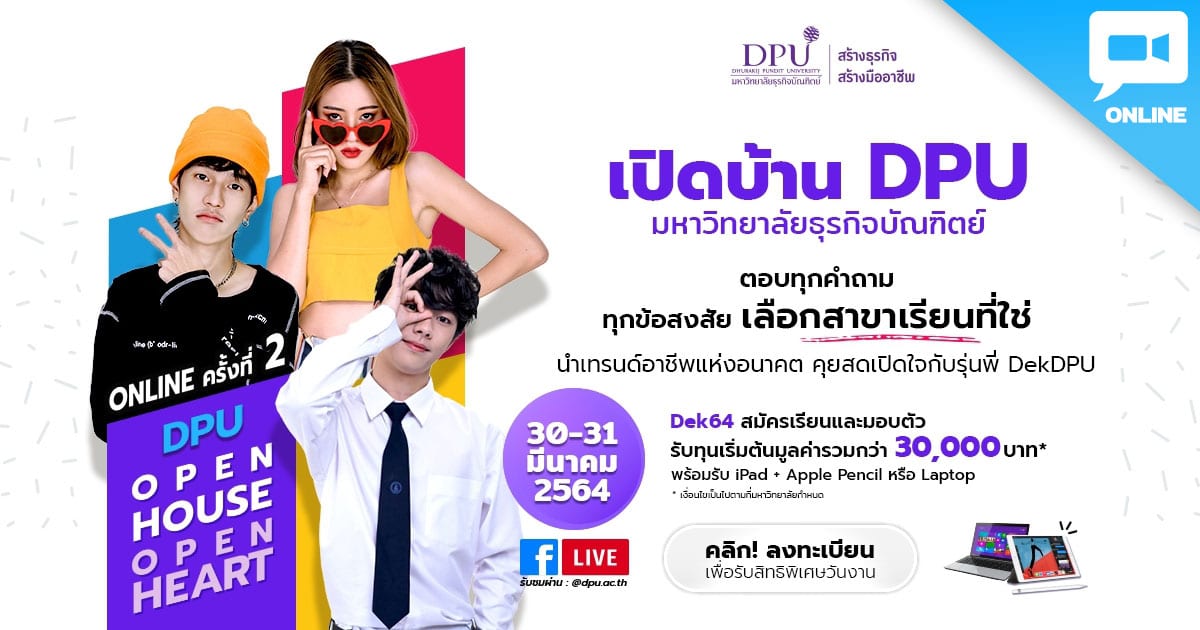 DPU
DHURAKIJ PUNDIT UNIVERSITY
มหาวิทยาลัยธุรกิจบัณฑิตย์
สร้างธุรกิจ
สร้างมืออาชีพ
ONLINE
เปิดบ้าน DPU
มหาวิทยาลัยธุรกิจบัณฑิตย์
ตอบทุกคำถาม
ทุกข้อสงสัย เลือกสาขาเรียนที่ใช่
นำเทรนด์อาชีพแห่งอนาคต คุยสดเปิดใจกับรุ่นพี่ DekDPU
30-31
มีนาคม
2564
Dek64 สมัครเรียนและมอบตัว
รับทุนเริ่มต้นมูลค่ารวมกว่า 30,000 บาท*
พร้อมรับ iPad + Apple Pencil หรือ Laptop
* เงื่อนไขเป็นไปตามที่มหาวิทยาลัยกำหนด
f LIVE
รับชมผ่าน : @dpu.ac.th
คลิก! ลงทะเบียน
เพื่อรับสิทธิพิเศษวันงาน
ONLINE ครั้งที่ 2
DPU
OPEN
HOUSE
OPEN
HEART